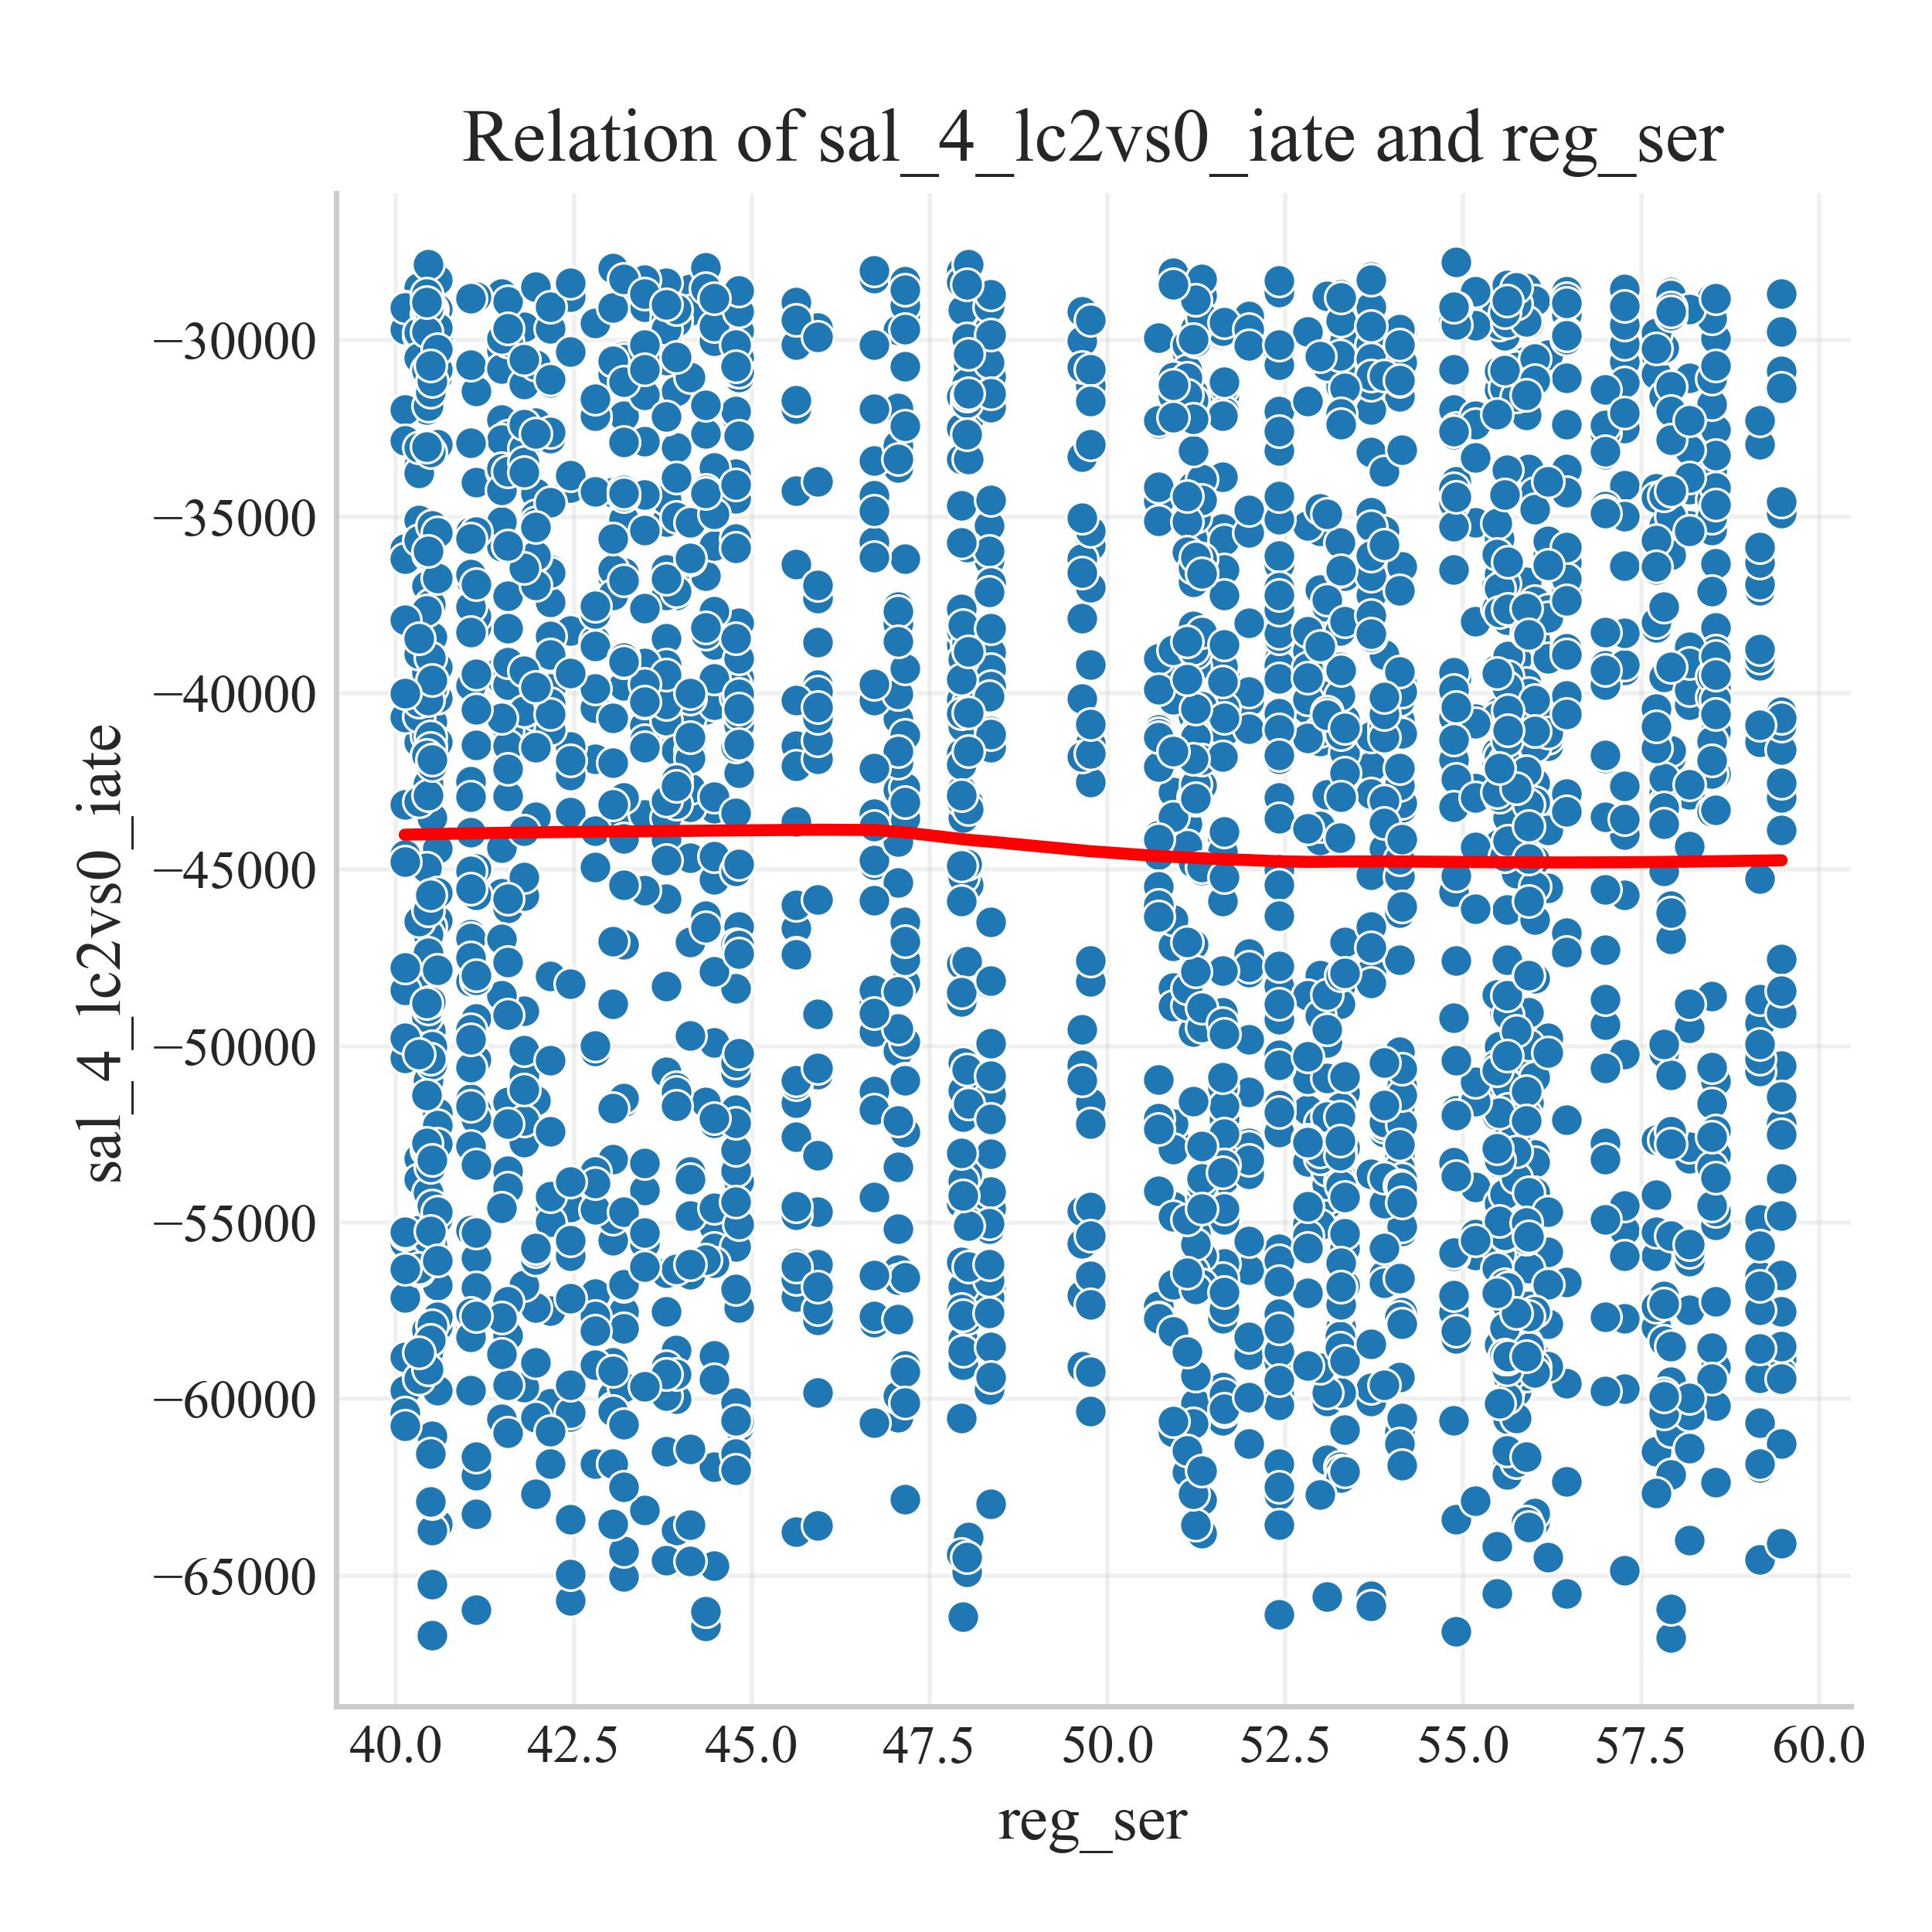 Relation of sal_4_lc2vs0_iate and reg_ser
sal_4_lc2vs0_iate
−30000
−35000
−40000
−45000
−50000
−55000
−60000
−65000
40.0 42.5 45.0 47.5 50.0 52.5 55.0 57.5 60.0
reg_ser